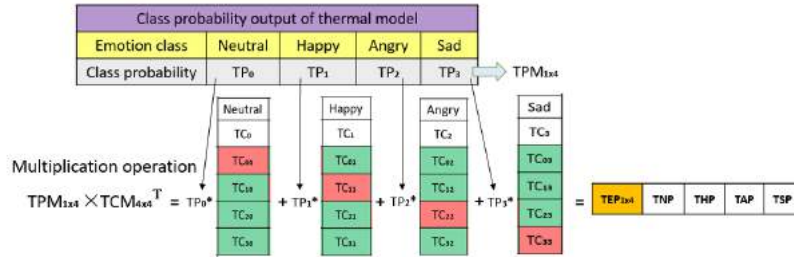 Class probability output of thermal model
Emotion class Neutral Happy Angry Sad
Class probability TP₀ TP₁ TP₂ TP₃ TPM₁ₓ₄
Neutral Happy Angry Sad
TC₀ TC₁ TC₂ TC₃
TC₀₀ TC₀₁ TC₀₂ TC₀₃
Multiplication operation
TC₁₀ TC₁₁ TC₁₂ TC₁₃
TPM₁ₓ₄ ×TCM₄ₓ₄ᵀ = TP₀* + TP₁* + TP₂* + TP₃* = TEP₁ₓ₄ TNP THP TAP TSP
TC₂₀ TC₂₁ TC₂₂ TC₂₃
TC₃₀ TC₃₁ TC₃₂ TC₃₃